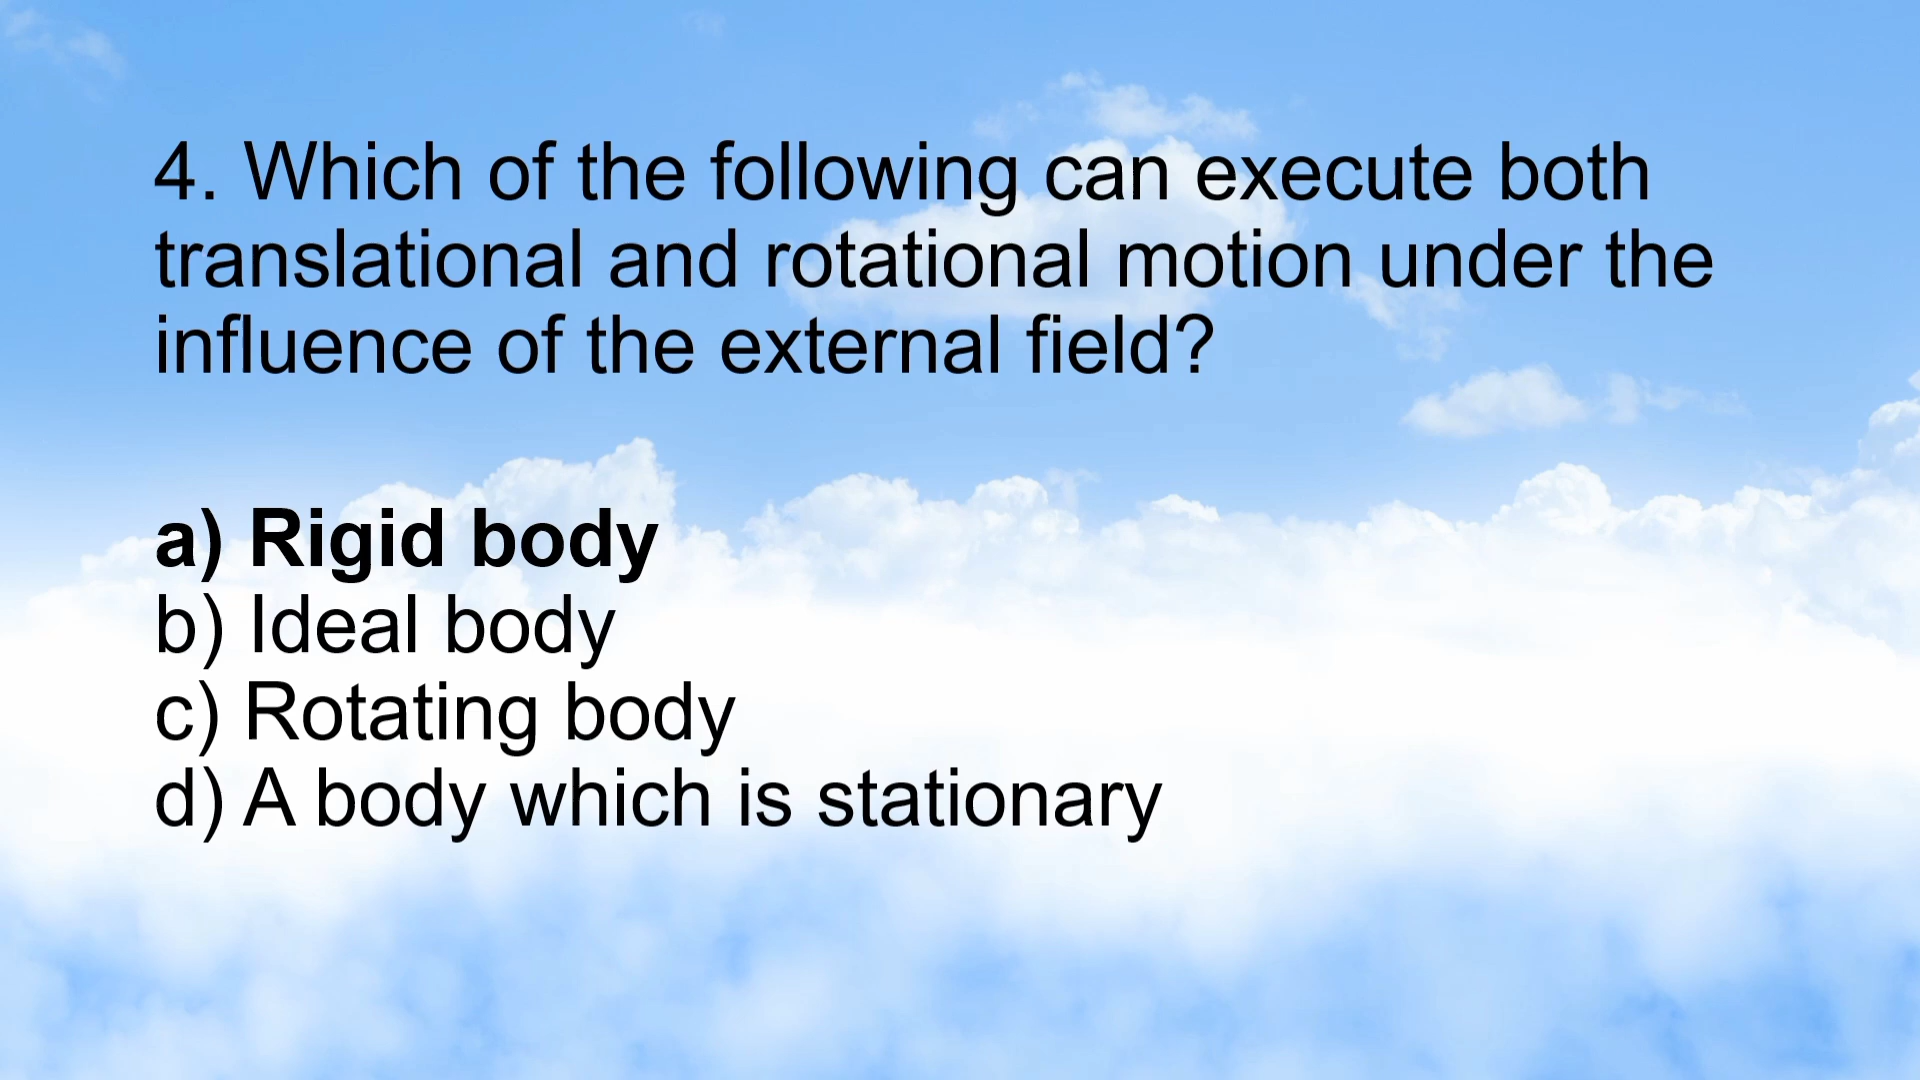 4. Which of the following can execute both
translational and rotational motion under the
influence of the external field?
a) Rigid body
b) Ideal body
c) Rotating body
d) A body which is stationary